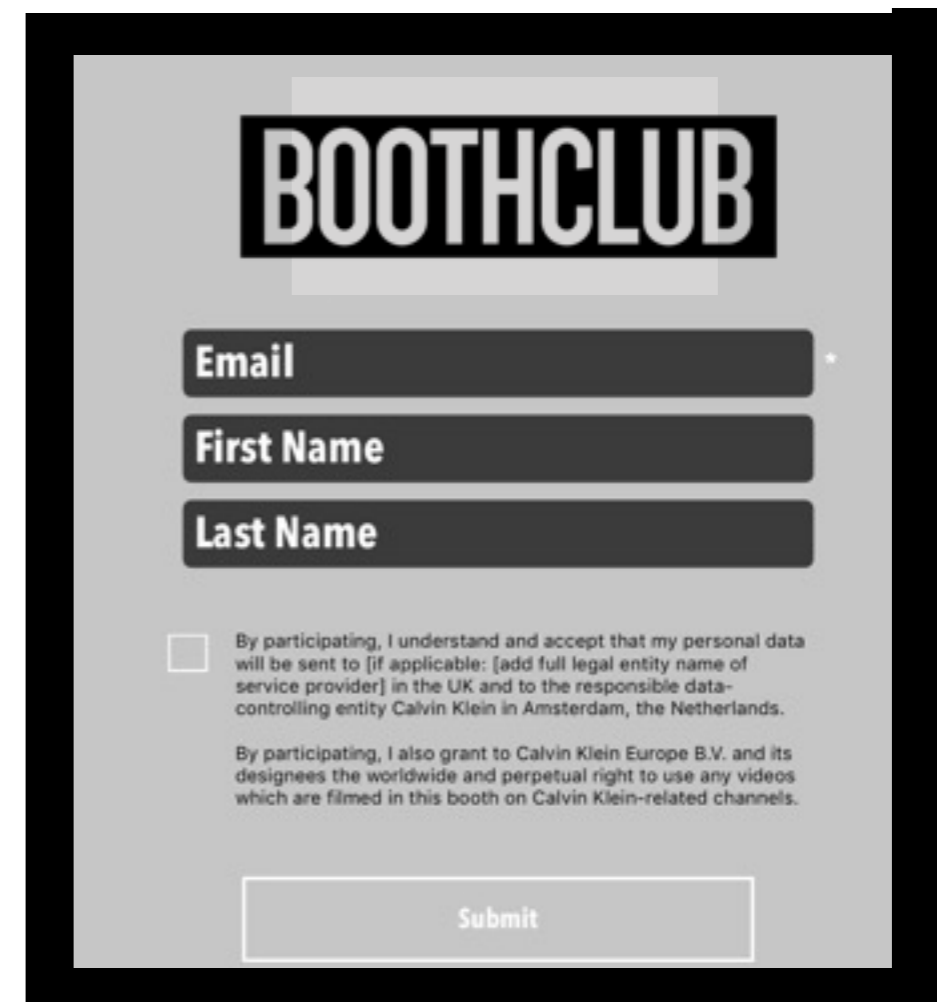 BOOTHCLUB
Email
*
First Name
Last Name
By participating, I understand and accept that my personal data
will be sent to [if applicable: [add full legal entity name of
service provider] in the UK and to the responsible data-
controlling entity Calvin Klein in Amsterdam, the Netherlands.
By participating, I also grant to Calvin Klein Europe B.V. and its
designees the worldwide and perpetual right to use any videos
which are filmed in this booth on Calvin Klein-related channels.
Submit